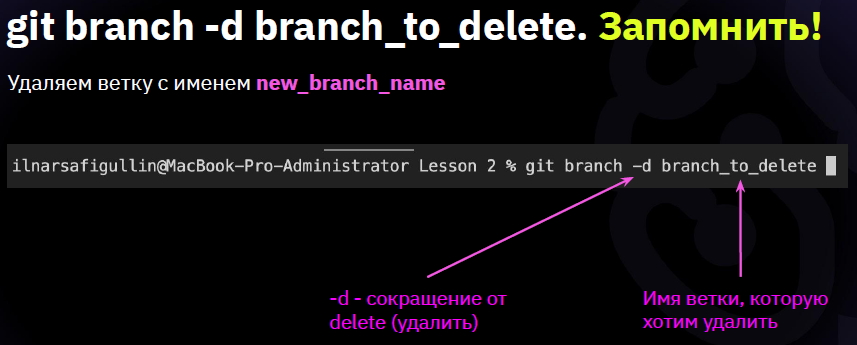 git branch -d branch_to_delete. Запомнить!
Удаляем ветку с именем new_branch_name
ilnarsafigullin@MacBook-Pro-Administrator Lesson 2 % git branch -d branch_to_delete
-d - сокращение от
delete (удалить)
Имя ветки, которую
хотим удалить